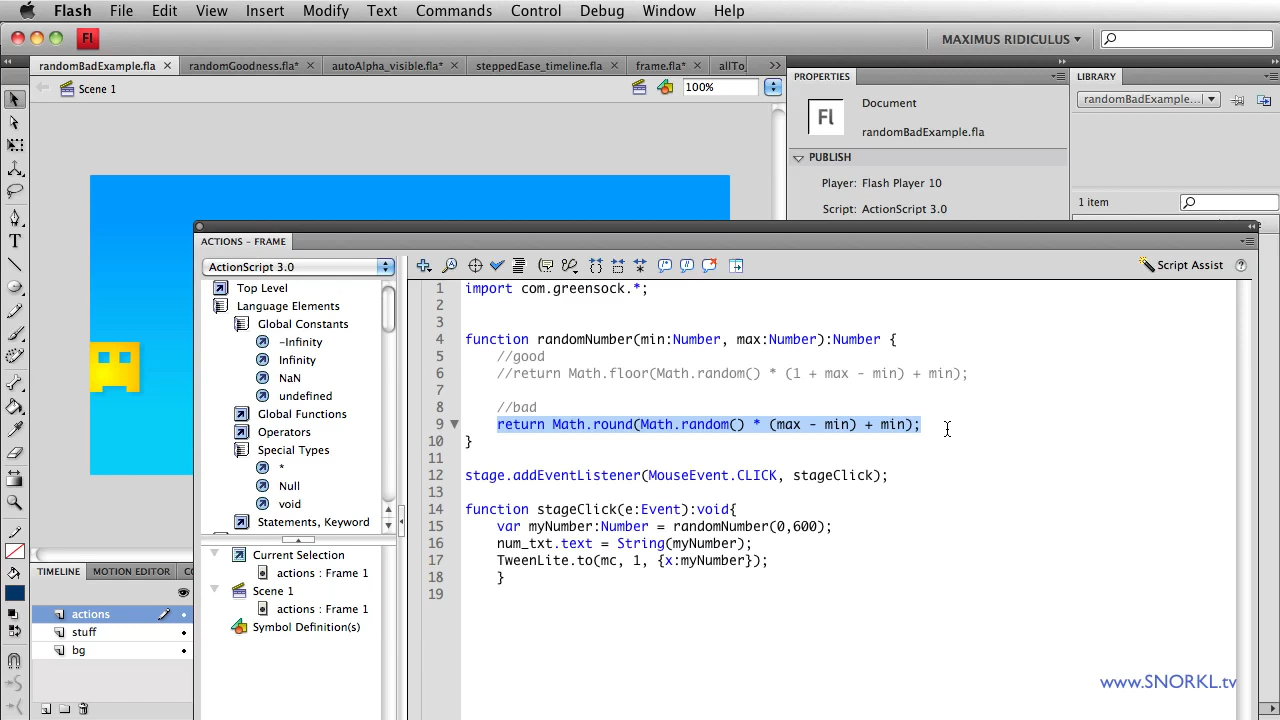 Flash File Edit View Insert Modify Text Commands Control Debug Window Help
Fl MAXIMUS RIDICULUS
randomBadExample.fla randomGoodness.fla* autoAlpha_visible.fla* steppedEase_timeline.fla frame.fla* allTo
Scene 1 100%
PROPERTIES
Fl Document
randomBadExample.fla
PUBLISH
Player: Flash Player 10
Script: ActionScript 3.0
LIBRARY
randomBadExample...
1 item
ACTIONS - FRAME
ActionScript 3.0
Script Assist
Top Level
Language Elements
Global Constants
-Infinity
Infinity
NaN
undefined
Global Functions
Operators
Special Types
*
Null
void
Statements, Keyword
Current Selection
actions : Frame 1
Scene 1
actions : Frame 1
Symbol Definition(s)
1 import com.greensock.*;
2
3
4 function randomNumber(min:Number, max:Number):Number {
5 //good
6 //return Math.floor(Math.random() * (1 + max - min) + min);
7
8 //bad
9 return Math.round(Math.random() * (max - min) + min);
10 }
11
12 stage.addEventListener(MouseEvent.CLICK, stageClick);
13
14 function stageClick(e:Event):void{
15 var myNumber:Number = randomNumber(0,600);
16 num_txt.text = String(myNumber);
17 TweenLite.to(mc, 1, {x:myNumber});
18 }
19
TIMELINE MOTION EDITOR CO
actions
stuff
bg
www.SNORKL.tv